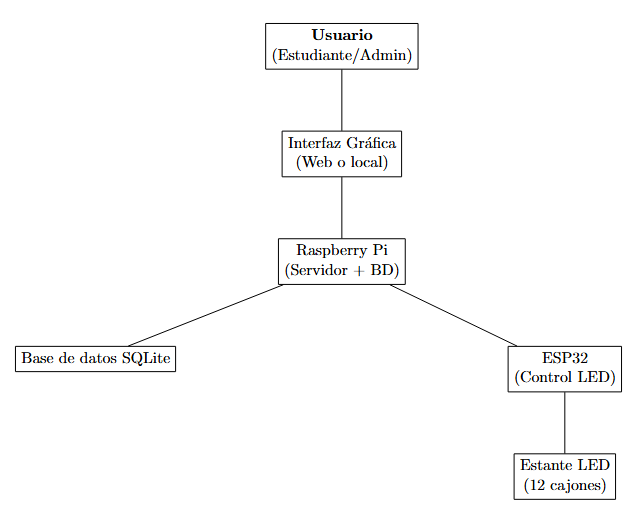 Usuario
(Estudiante/Admin)
Interfaz Gráfica
(Web o local)
Raspberry Pi
(Servidor + BD)
Base de datos SQLite
ESP32
(Control LED)
Estante LED
(12 cajones)